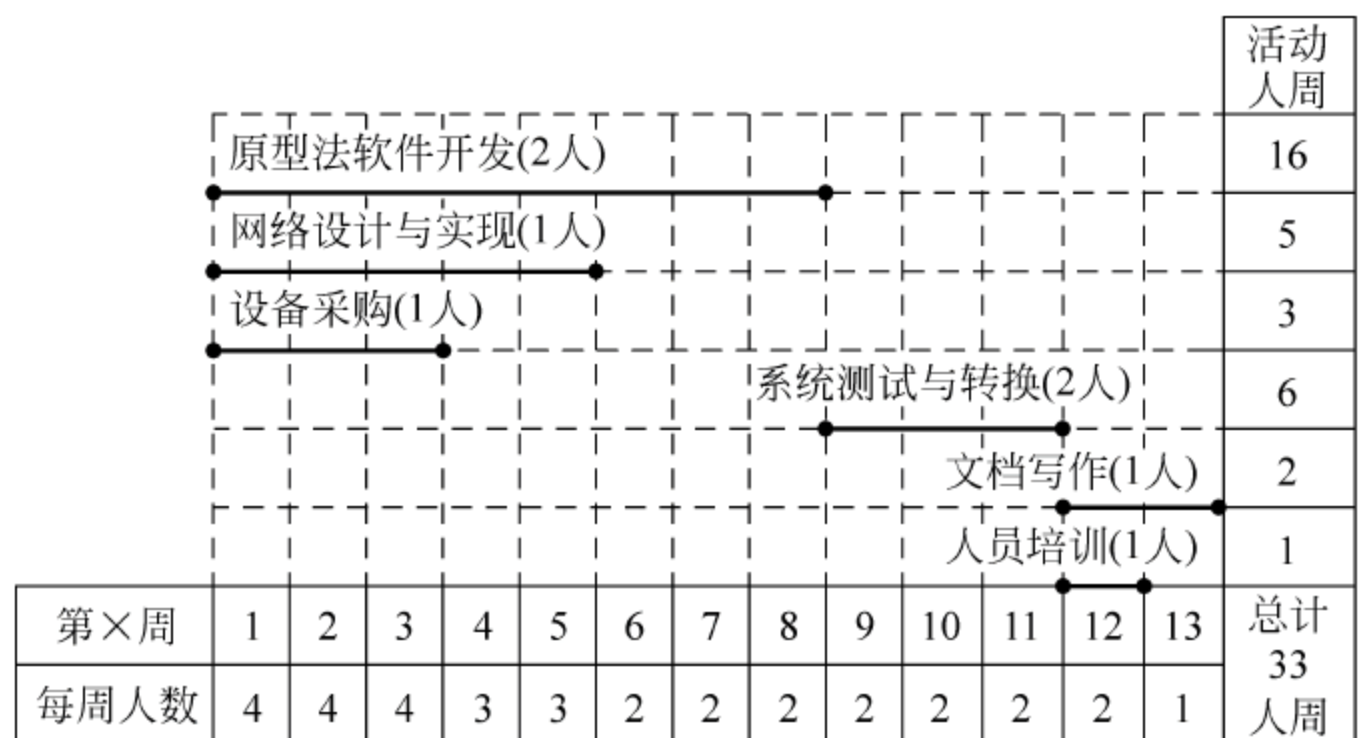 活动
人周
原型法软件开发(2人)
16
网络设计与实现(1人)
5
设备采购(1人)
3
系统测试与转换(2人)
6
文档写作(1人)
2
人员培训(1人)
1
第×周 1 2 3 4 5 6 7 8 9 10 11 12 13
每周人数 4 4 4 3 3 2 2 2 2 2 2 2 1
总计
33
人周